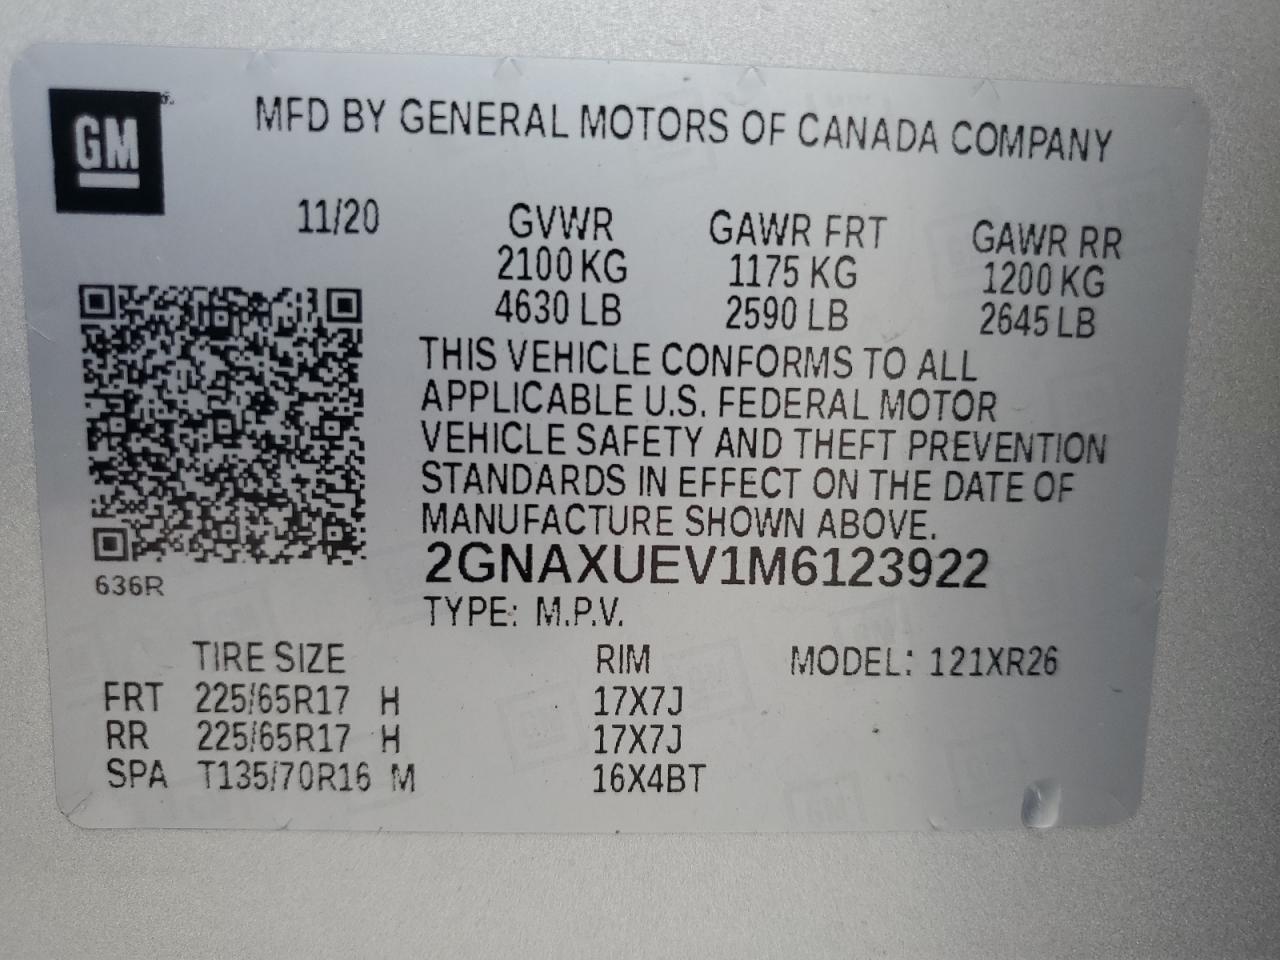 GM
MFD BY GENERAL MOTORS OF CANADA COMPANY
11/20 GVWR GAWR FRT GAWR RR
2100 KG 1175 KG 1200 KG
4630 LB 2590 LB 2645 LB
THIS VEHICLE CONFORMS TO ALL
APPLICABLE U.S. FEDERAL MOTOR
VEHICLE SAFETY AND THEFT PREVENTION
STANDARDS IN EFFECT ON THE DATE OF
MANUFACTURE SHOWN ABOVE.
2GNAXUEV1M6123922
636R
TYPE: M.P.V.
TIRE SIZE RIM MODEL: 121XR26
FRT 225/65R17 H 17X7J
RR 225/65R17 H 17X7J
SPA T135/70R16 M 16X4BT